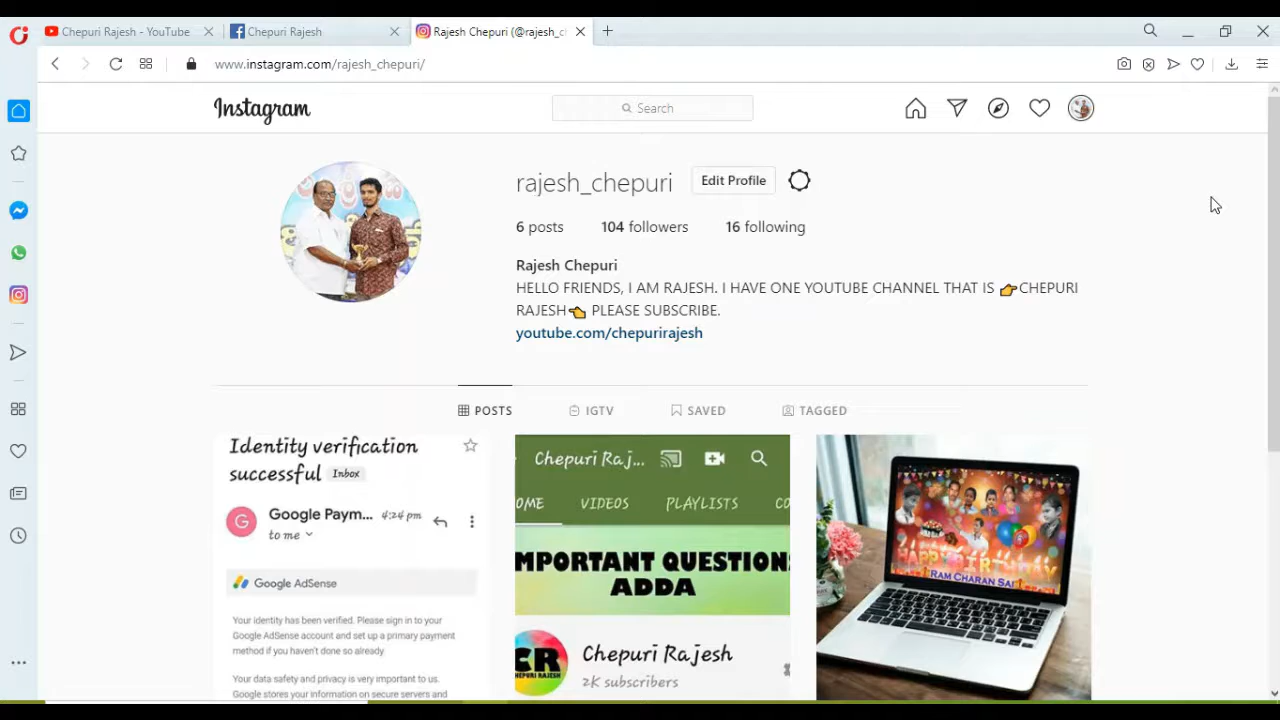 Chepuri Rajesh - YouTube
Chepuri Rajesh
Rajesh Chepuri (@rajesh_c
www.instagram.com/rajesh_chepuri/
Instagram
Search
rajesh_chepuri
Edit Profile
6 posts
104 followers
16 following
Rajesh Chepuri
HELLO FRIENDS, I AM RAJESH. I HAVE ONE YOUTUBE CHANNEL THAT IS 👉CHEPURI
RAJESH👈 PLEASE SUBSCRIBE.
youtube.com/chepurirajesh
POSTS
IGTV
SAVED
TAGGED
Identity verification
successful Inbox
G
Google Paym... 4:24 pm
to me
Google AdSense
Your identity has been verified. Please sign in to your
Google AdSense account and set up a primary payment
method if you haven't done so already.
Your data safety and privacy is very important to us.
Google stores your information on secure servers and
Chepuri Raj...
OME VIDEOS PLAYLISTS CO
MPORTANT QUESTION
ADDA
CR
CHEPURI RAJESH
Chepuri Rajesh
2K subscribers
HAPPY BIRTHDAY
RAM CHARAN SAI